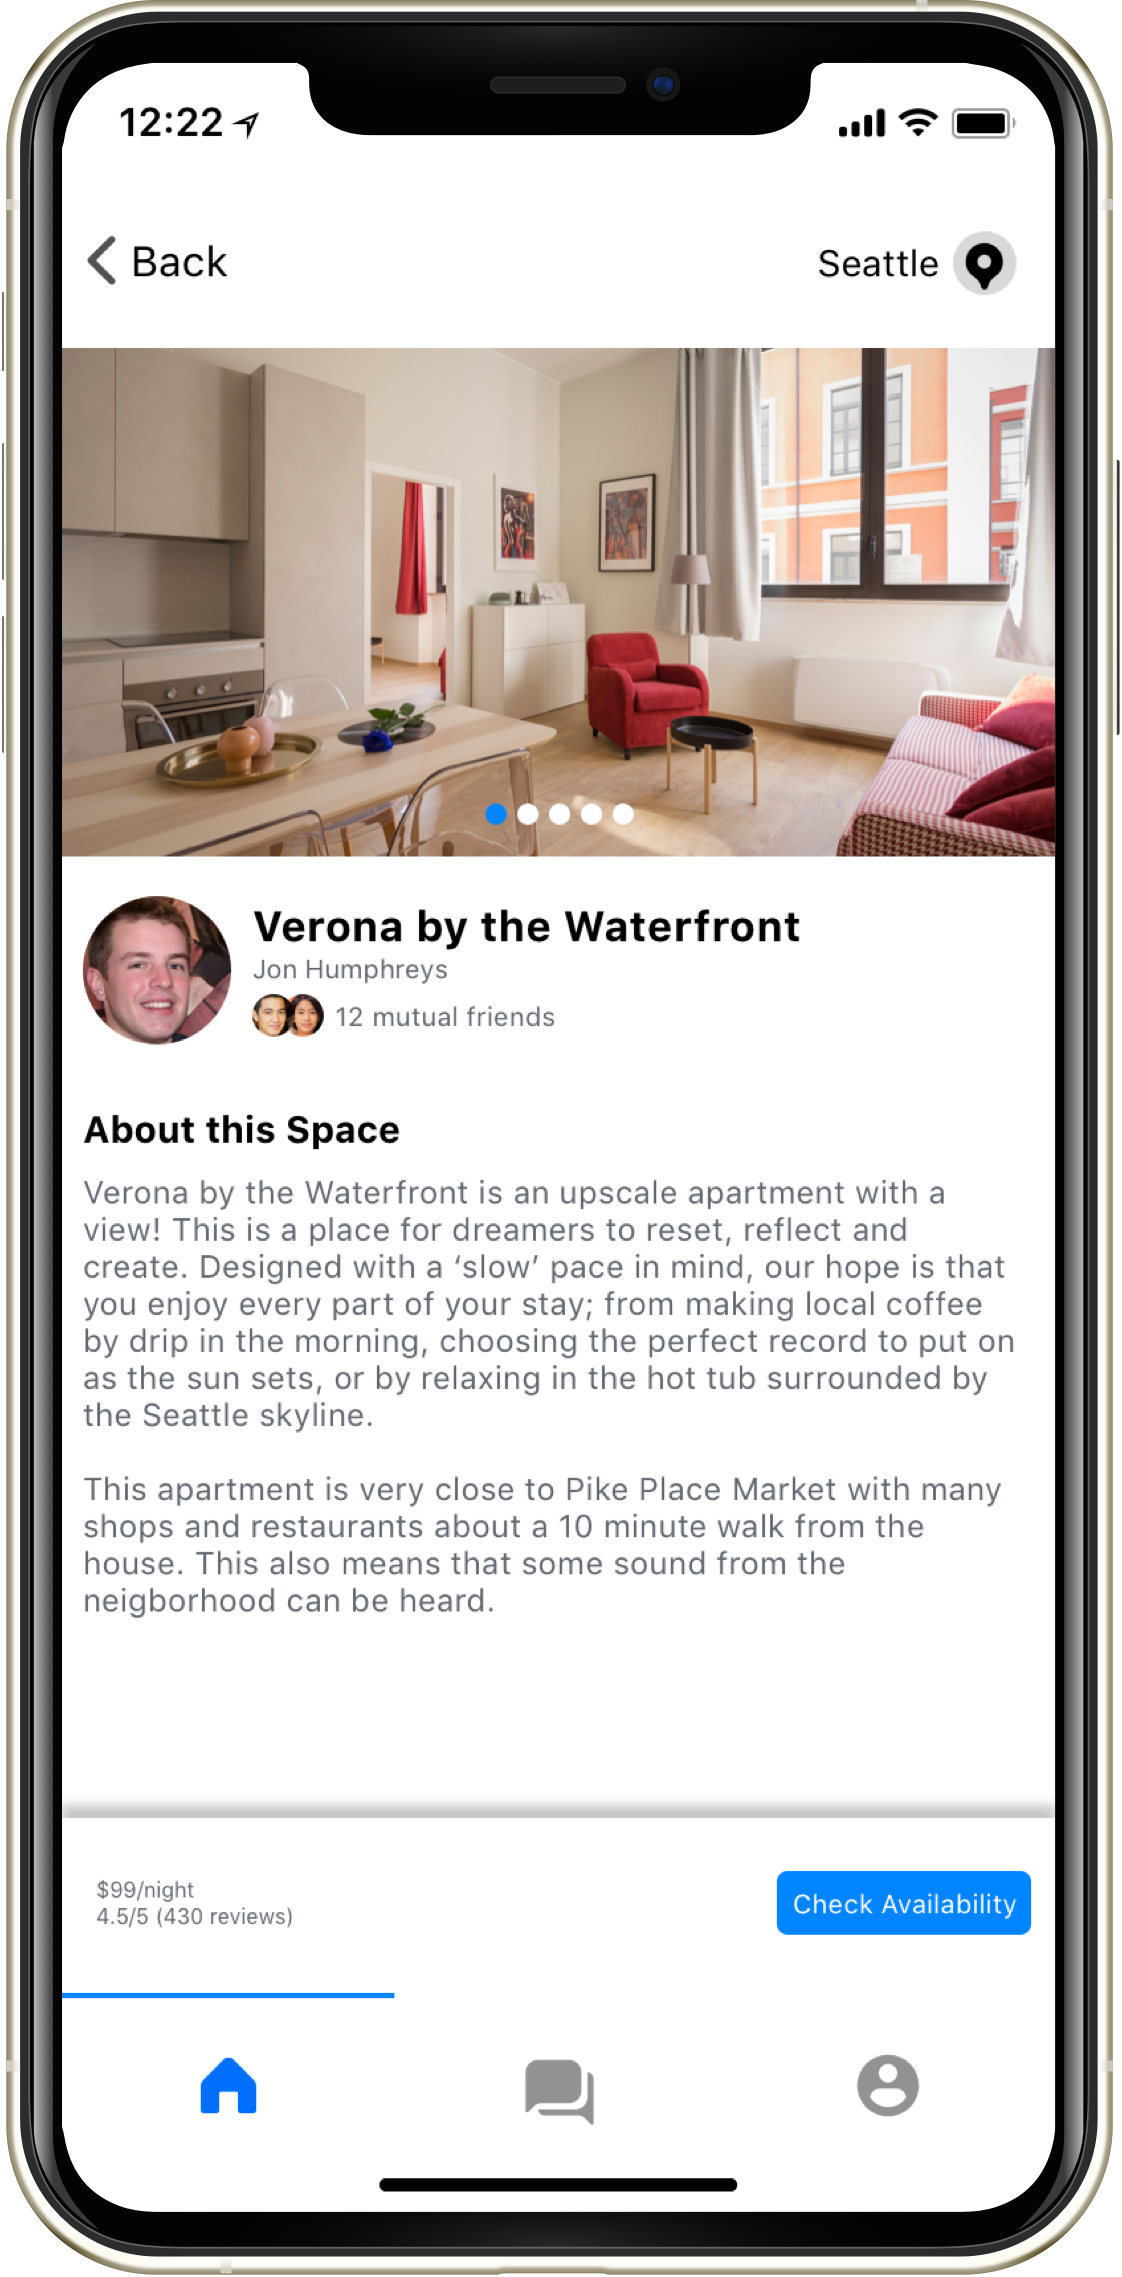 12:22
Back
Seattle
Verona by the Waterfront
Jon Humphreys
12 mutual friends
About this Space
Verona by the Waterfront is an upscale apartment with a
view! This is a place for dreamers to reset, reflect and
create. Designed with a ‘slow’ pace in mind, our hope is that
you enjoy every part of your stay; from making local coffee
by drip in the morning, choosing the perfect record to put on
as the sun sets, or by relaxing in the hot tub surrounded by
the Seattle skyline.
This apartment is very close to Pike Place Market with many
shops and restaurants about a 10 minute walk from the
house. This also means that some sound from the
neigborhood can be heard.
$99/night
4.5/5 (430 reviews)
Check Availability